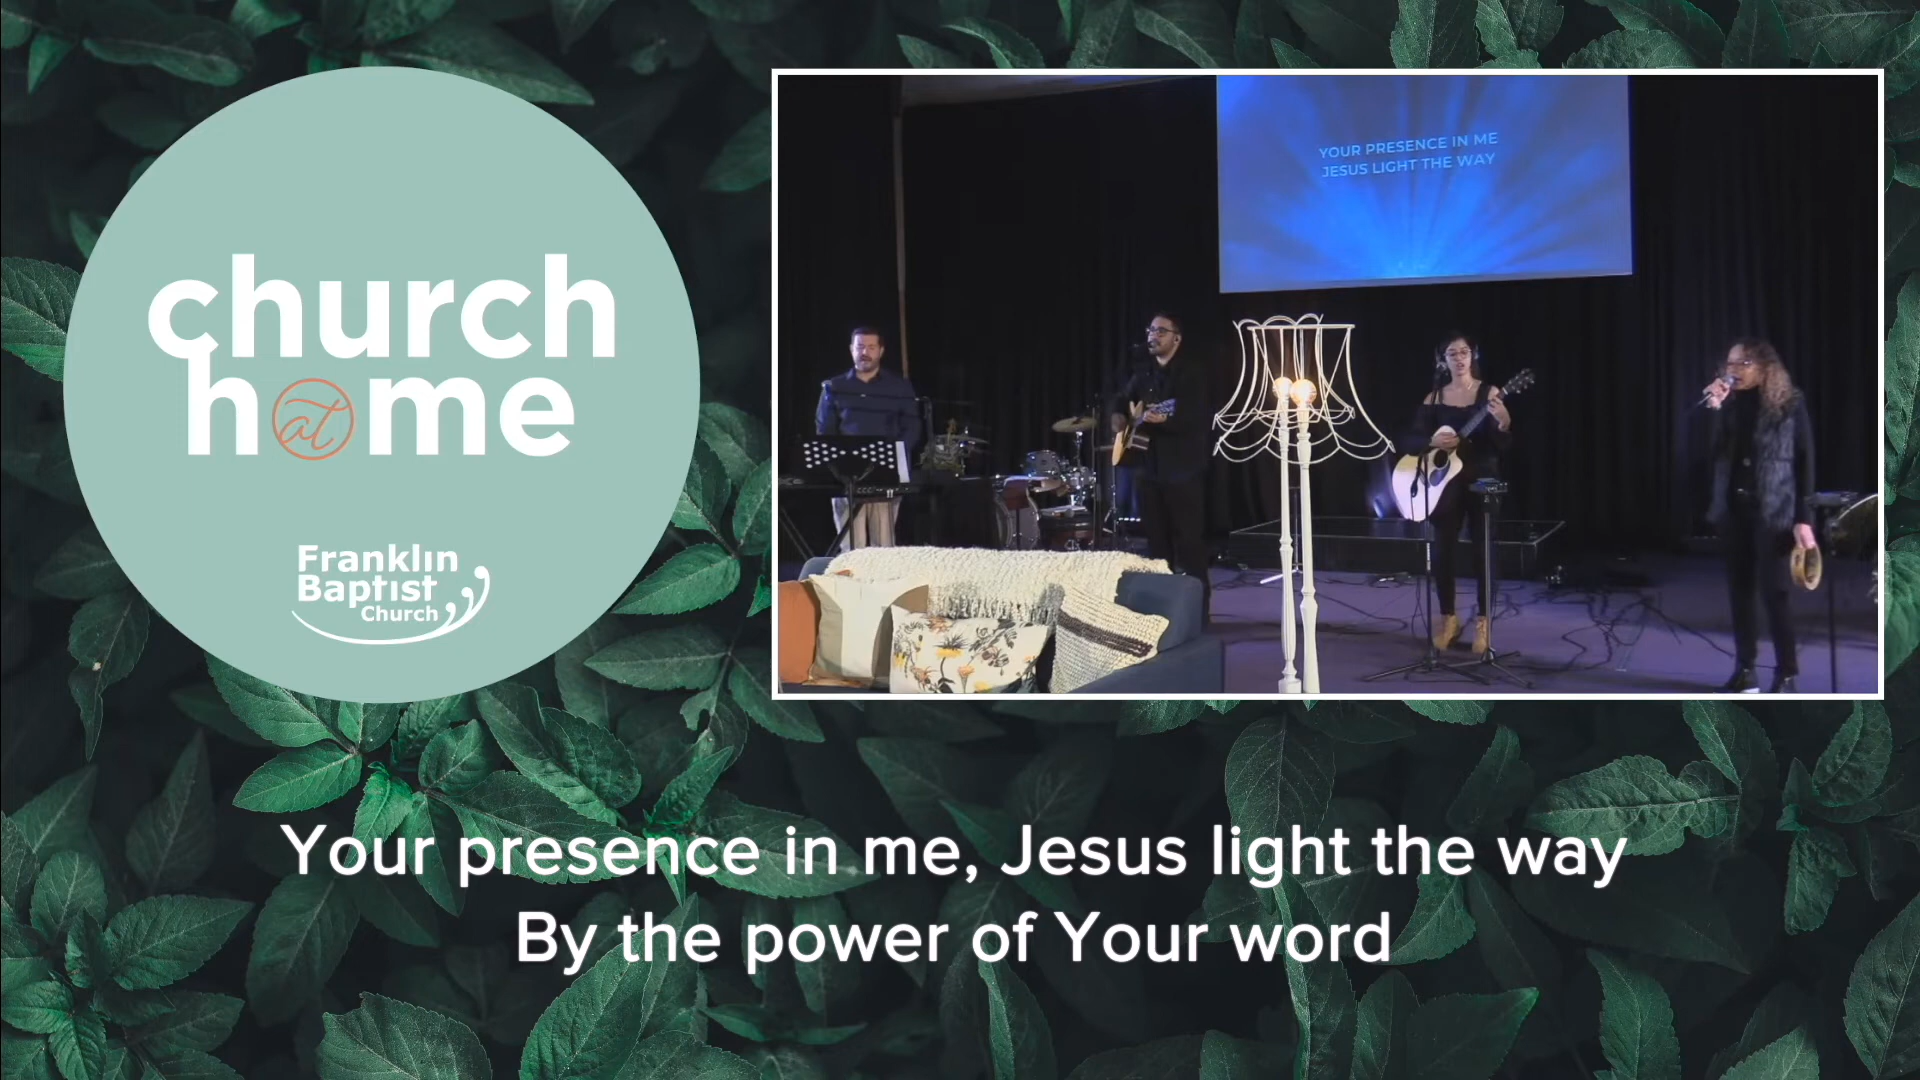 church
h at me
Franklin
Baptist
Church
YOUR PRESENCE IN ME
JESUS LIGHT THE WAY
Your presence in me, Jesus light the way
By the power of Your word